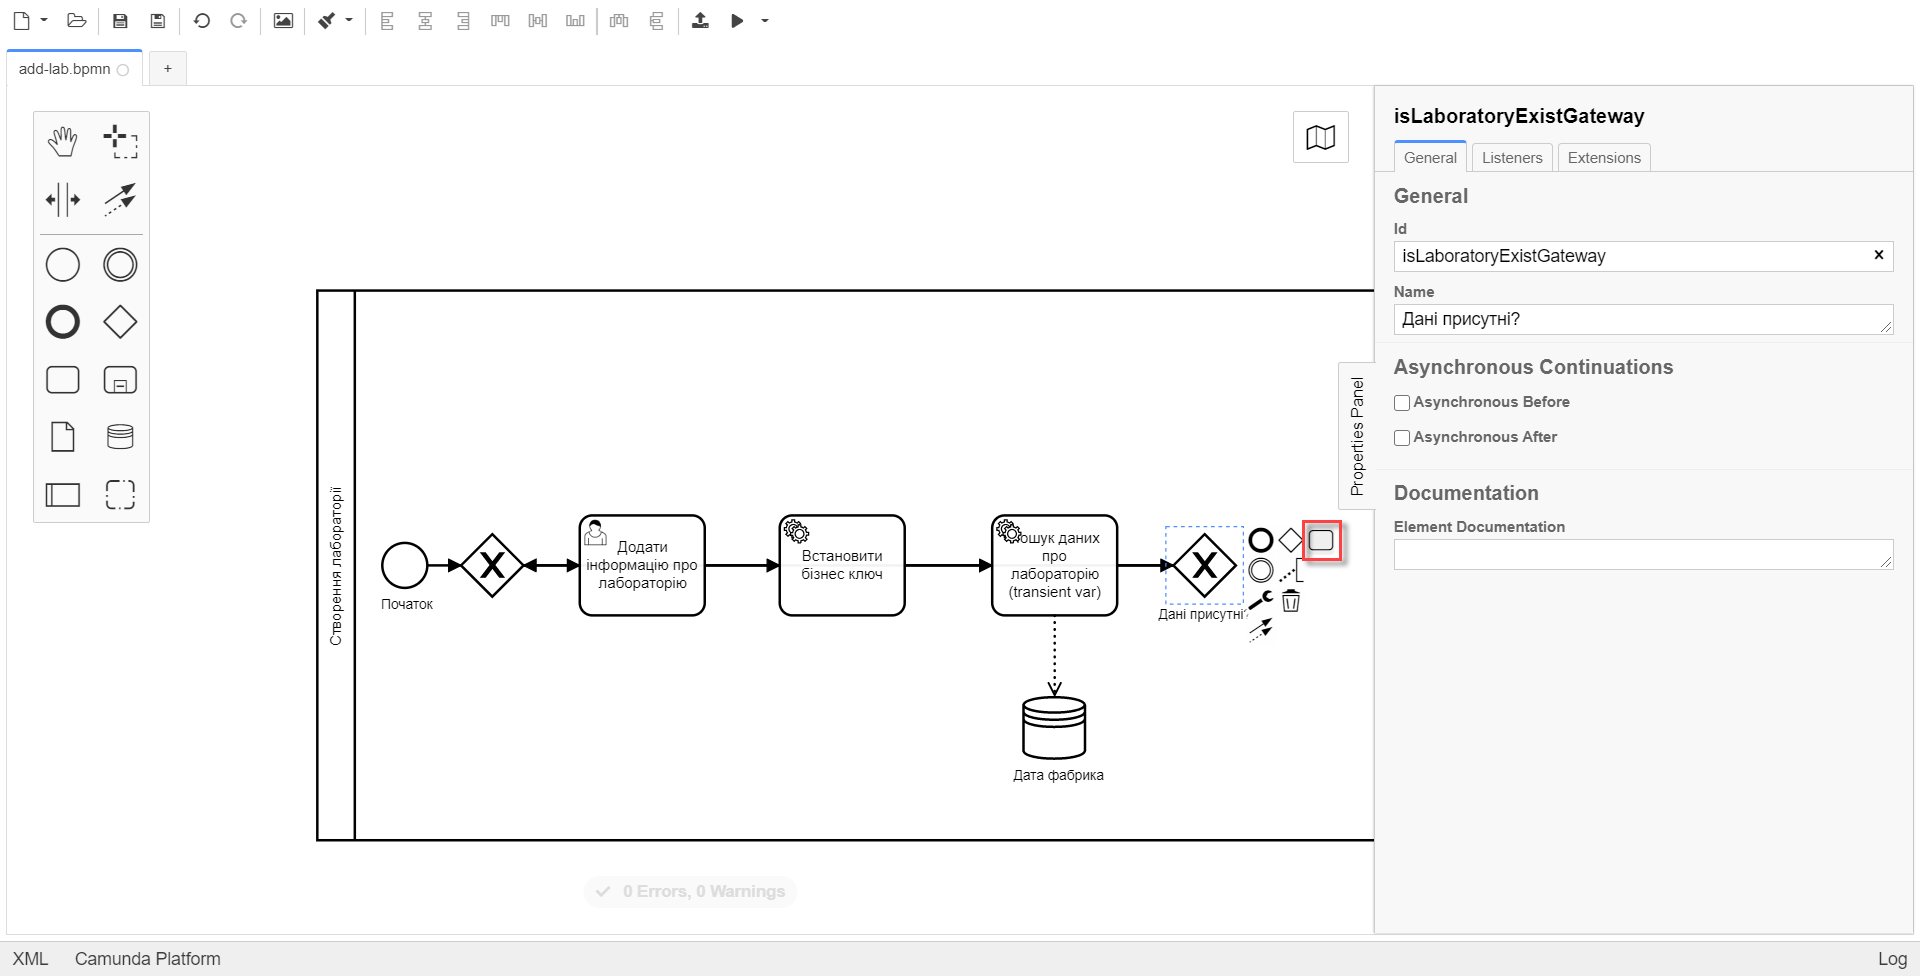 add-lab.bpmn
+
isLaboratoryExistGateway
General
Listeners
Extensions
General
Id
isLaboratoryExistGateway
Name
Дані присутні?
Asynchronous Continuations
Asynchronous Before
Asynchronous After
Documentation
Element Documentation
Properties Panel
Створення лабораторії
Початок
Додати
інформацію про
лабораторію
Встановити
бізнес ключ
ошук даних
про
лабораторію
(transient var)
Дані присутні?
Дата фабрика
0 Errors, 0 Warnings
XML
Camunda Platform
Log